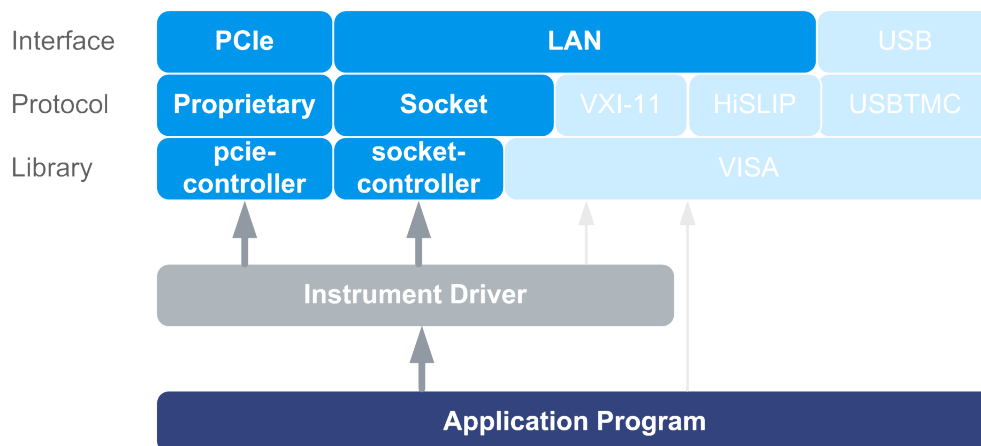 Interface PCIe LAN USB
Protocol Proprietary Socket VXI-11 HiSLIP USBTMC
Library pcie- socket- VISA
controller controller
Instrument Driver
Application Program